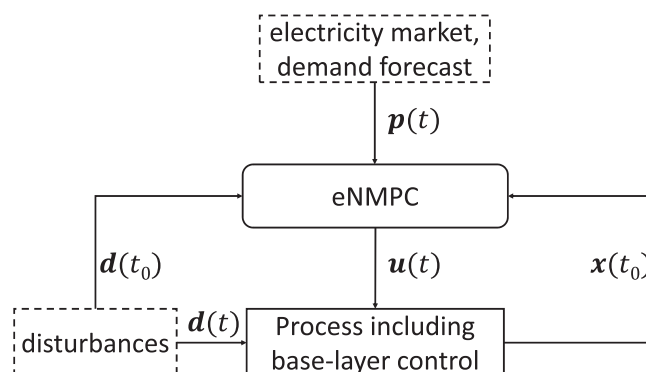 electricity market,
demand forecast
p(t)
eNMPC
d(t₀)
u(t)
x(t₀)
disturbances
d(t)
Process including
base-layer control